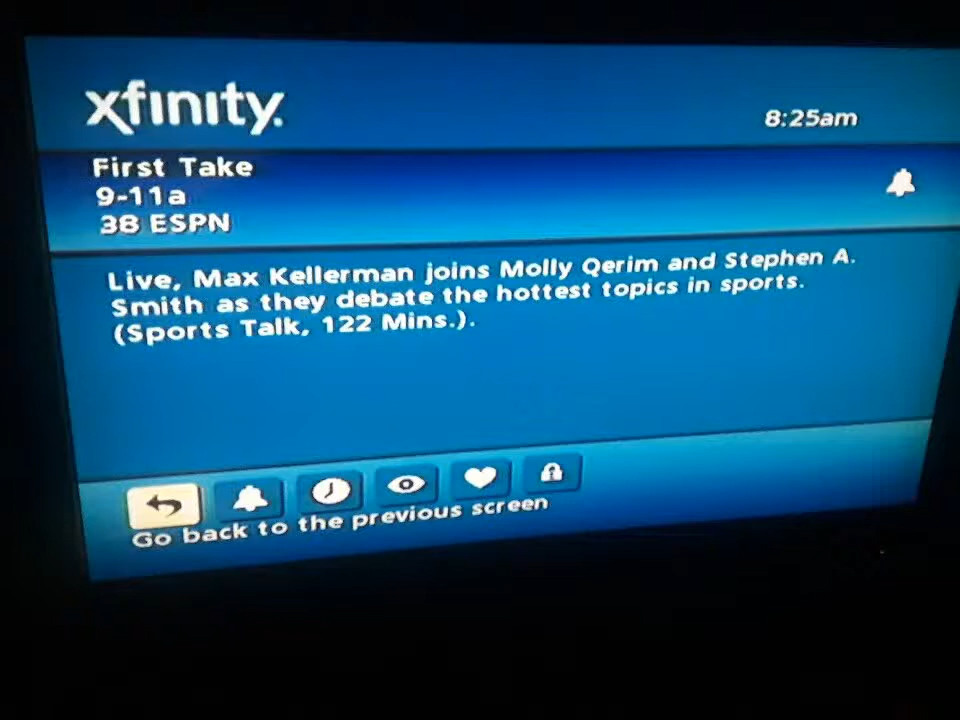 xfinity.
8:25am
First Take
9-11a
38 ESPN
Live, Max Kellerman joins Molly Qerim and Stephen A.
Smith as they debate the hottest topics in sports.
(Sports Talk, 122 Mins.).
Go back to the previous screen